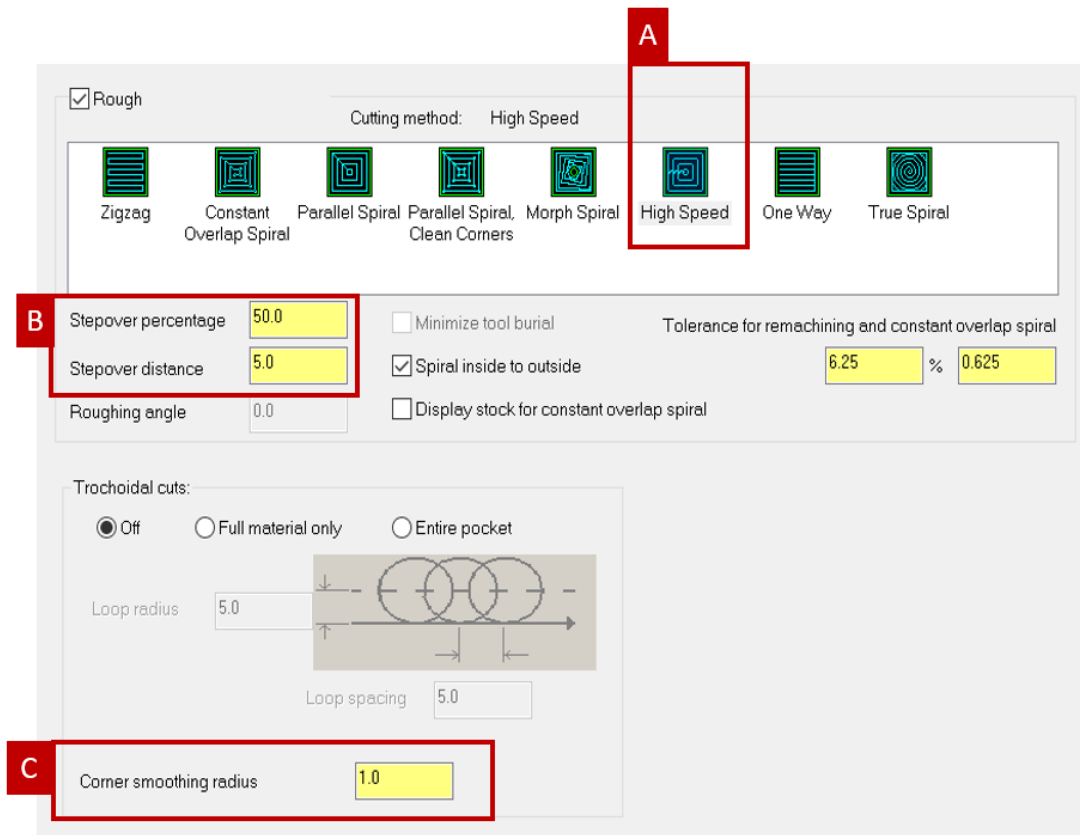 A
Rough
Cutting method: High Speed
Zigzag
Constant
Overlap Spiral
Parallel Spiral
Parallel Spiral,
Clean Corners
Morph Spiral
High Speed
One Way
True Spiral
B
Stepover percentage 50.0
Minimize tool burial
Tolerance for remachining and constant overlap spiral
Stepover distance 5.0
Spiral inside to outside
6.25 % 0.625
Roughing angle 0.0
Display stock for constant overlap spiral
Trochoidal cuts:
Off Full material only Entire pocket
Loop radius 5.0
Loop spacing 5.0
C
Corner smoothing radius 1.0